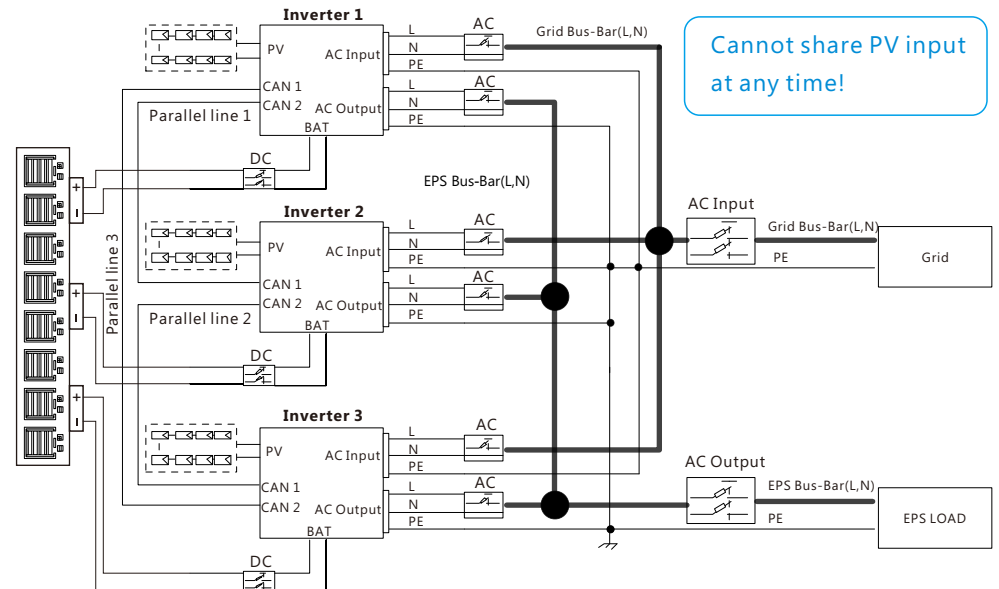 Inverter 1
PV
AC Input
CAN 1
CAN 2
AC Output
BAT
L
N
PE
L
N
PE
AC
AC
Grid Bus-Bar(L,N)
Cannot share PV input
at any time!
Parallel line 1
DC
+
-
EPS Bus-Bar(L,N)
Inverter 2
PV
AC Input
CAN 1
CAN 2
AC Output
BAT
L
N
PE
L
N
PE
AC
AC
AC Input
Grid Bus-Bar(L,N)
PE
Grid
Parallel line 3
Parallel line 2
DC
+
-
Inverter 3
PV
AC Input
CAN 1
CAN 2
AC Output
BAT
L
N
PE
L
N
PE
AC
AC
AC Output
EPS Bus-Bar(L,N)
PE
EPS LOAD
DC
+
-